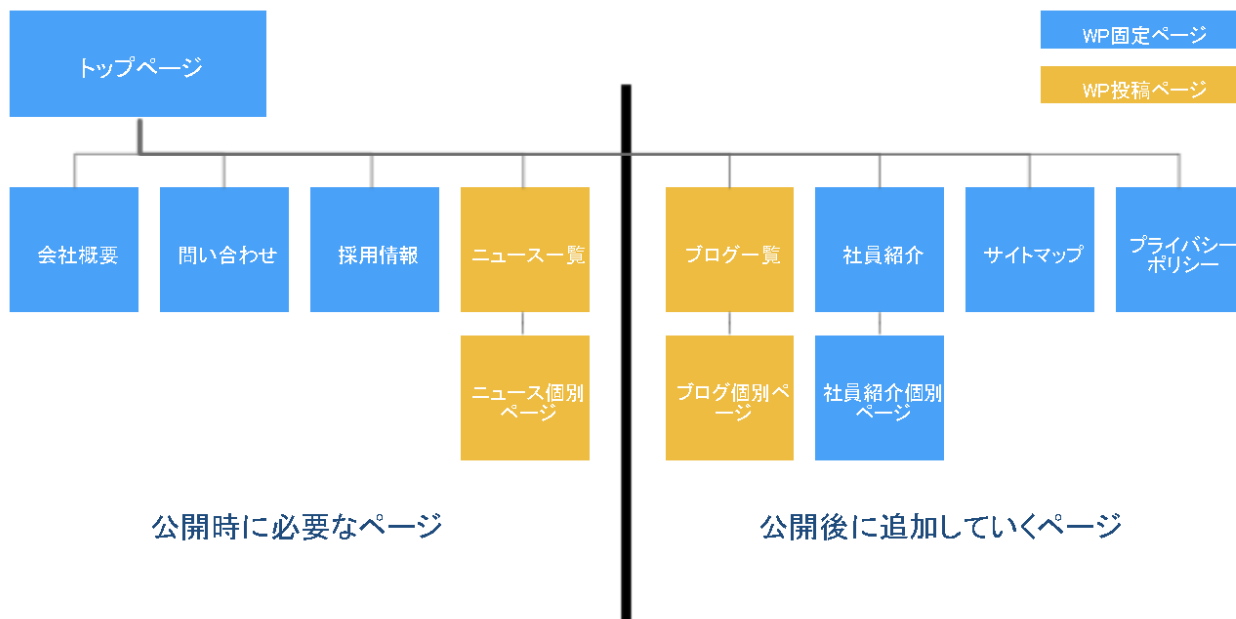 トップページ
WP固定ページ
WP投稿ページ
会社概要
問い合わせ
採用情報
ニュース一覧
ブログ一覧
社員紹介
サイトマップ
プライバシー
ポリシー
ニュース個別
ページ
ブログ個別ペ
ージ
社員紹介個別
ページ
公開時に必要なページ
公開後に追加していくページ